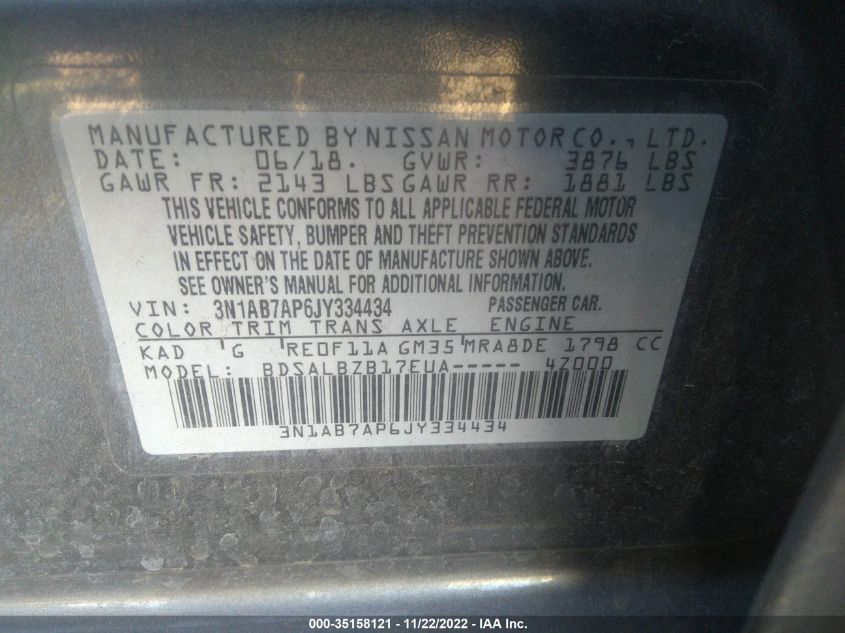 MANUFACTURED BY NISSAN MOTOR CO., LTD.
DATE: 06/18. GVWR: 3876 LBS
GAWR FR: 2143 LBS GAWR RR: 1881 LBS
THIS VEHICLE CONFORMS TO ALL APPLICABLE FEDERAL MOTOR
VEHICLE SAFETY, BUMPER AND THEFT PREVENTION STANDARDS
IN EFFECT ON THE DATE OF MANUFACTURE SHOWN ABOVE.
SEE OWNER'S MANUAL FOR ADDITIONAL INFORMATION.
VIN: 3N1AB7AP6JY334434 PASSENGER CAR.
COLOR TRIM TRANS AXLE ENGINE
KAD G RE0F11A GM35 MRA8DE 1798 CC
MODEL: BDSALBZB17EUA----- 4Z000
3N1AB7AP6JY334434
000-35158121 - 11/22/2022 - IAA Inc.